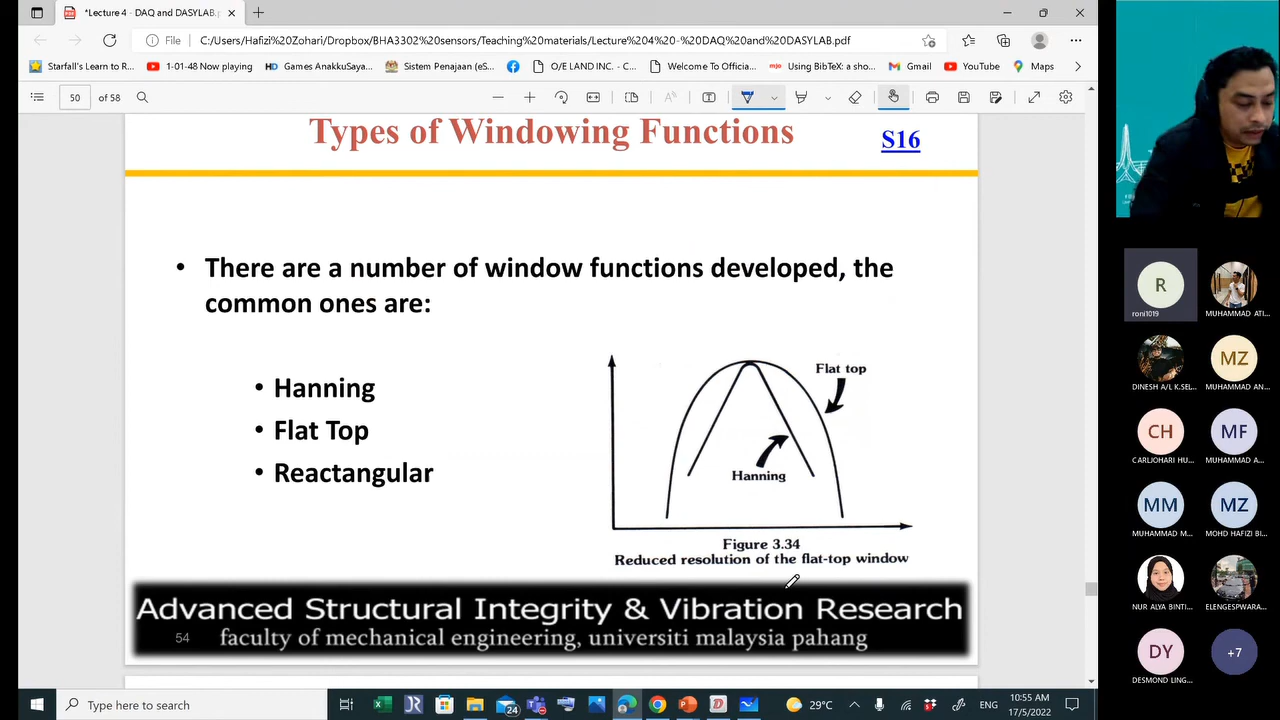 *Lecture 4 - DAQ and DASYLAB.p
File
C:/Users/Hafizi%20Zohari/Dropbox/BHA3302%20sensors/Teaching%20materials/Lecture%204%20-%20DAQ%20and%20DASYLAB.pdf
Starfall's Learn to R...
1-01-48 Now playing
Games AnakkuSaya...
Sistem Penajaan (eS...
O/E LAND INC. - C...
Welcome To Officia...
Using BibTeX: a sho...
Gmail
YouTube
Maps
50 of 58
Types of Windowing Functions
S16
• There are a number of window functions developed, the
common ones are:
• Hanning
• Flat Top
• Reactangular
Flat top
Hanning
Figure 3.34
Reduced resolution of the flat-top window
Advanced Structural Integrity & Vibration Research
54
faculty of mechanical engineering, universiti malaysia pahang
R
roni1019
MUHAMMAD ATI...
DINESH A/L K.SEL...
MZ
MUHAMMAD AN...
CH
CARLJOHARI HU...
MF
MUHAMMAD A...
MM
MUHAMMAD M...
MZ
MOHD HAFIZI BI...
NUR ALYA BINTI...
ELENGESPWARA...
DY
DESMOND LING...
+7
Type here to search
24
29°C
ENG
10:55 AM
17/5/2022